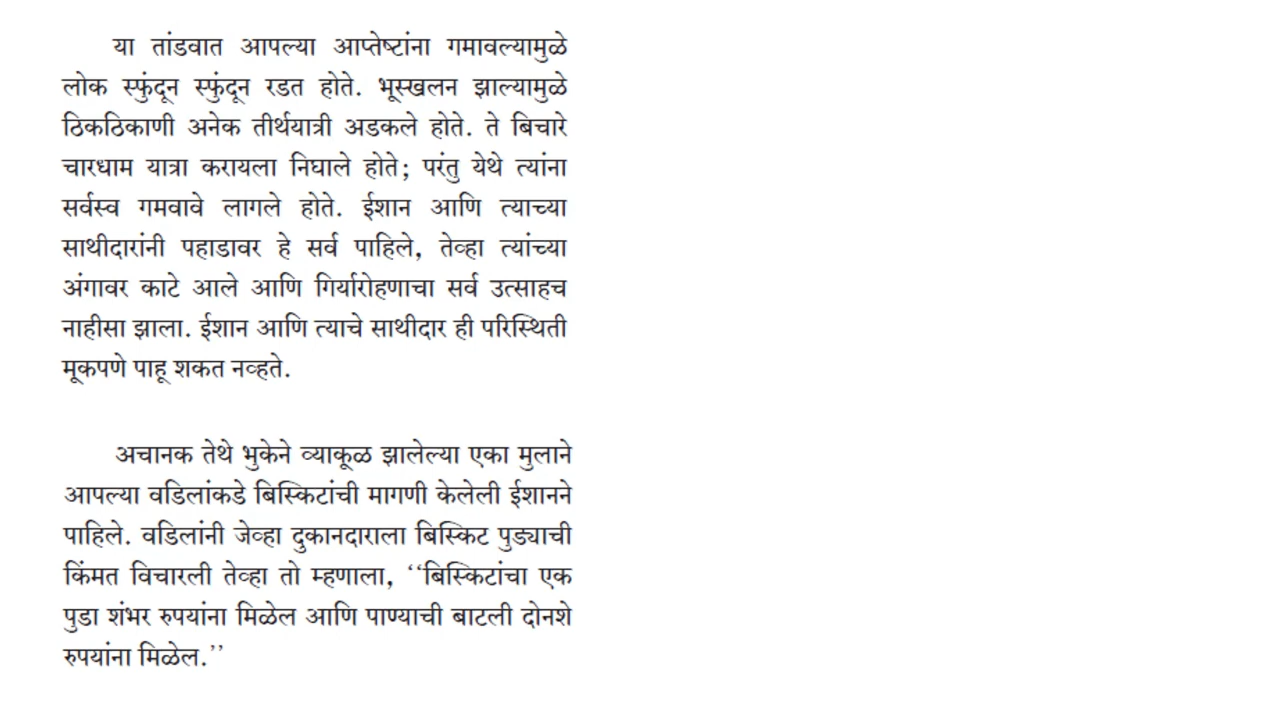 या तांडवात आपल्या आप्तेष्टांना गमावल्यामुळे
लोक स्फुंदून स्फुंदून रडत होते. भूस्खलन झाल्यामुळे
ठिकठिकाणी अनेक तीर्थयात्री अडकले होते. ते बिचारे
चारधाम यात्रा करायला निघाले होते; परंतु येथे त्यांना
सर्वस्व गमवावे लागले होते. ईशान आणि त्याच्या
साथीदारांनी पहाडावर हे सर्व पाहिले, तेव्हा त्यांच्या
अंगावर काटे आले आणि गिर्यारोहणाचा सर्व उत्साहच
नाहीसा झाला. ईशान आणि त्याचे साथीदार ही परिस्थिती
मूकपणे पाहू शकत नव्हते.
अचानक तेथे भुकेने व्याकूळ झालेल्या एका मुलाने
आपल्या वडिलांकडे बिस्किटांची मागणी केलेली ईशानने
पाहिले. वडिलांनी जेव्हा दुकानदाराला बिस्किट पुड्याची
किंमत विचारली तेव्हा तो म्हणाला, ‘‘बिस्किटांचा एक
पुडा शंभर रुपयांना मिळेल आणि पाण्याची बाटली दोनशे
रुपयांना मिळेल.’’